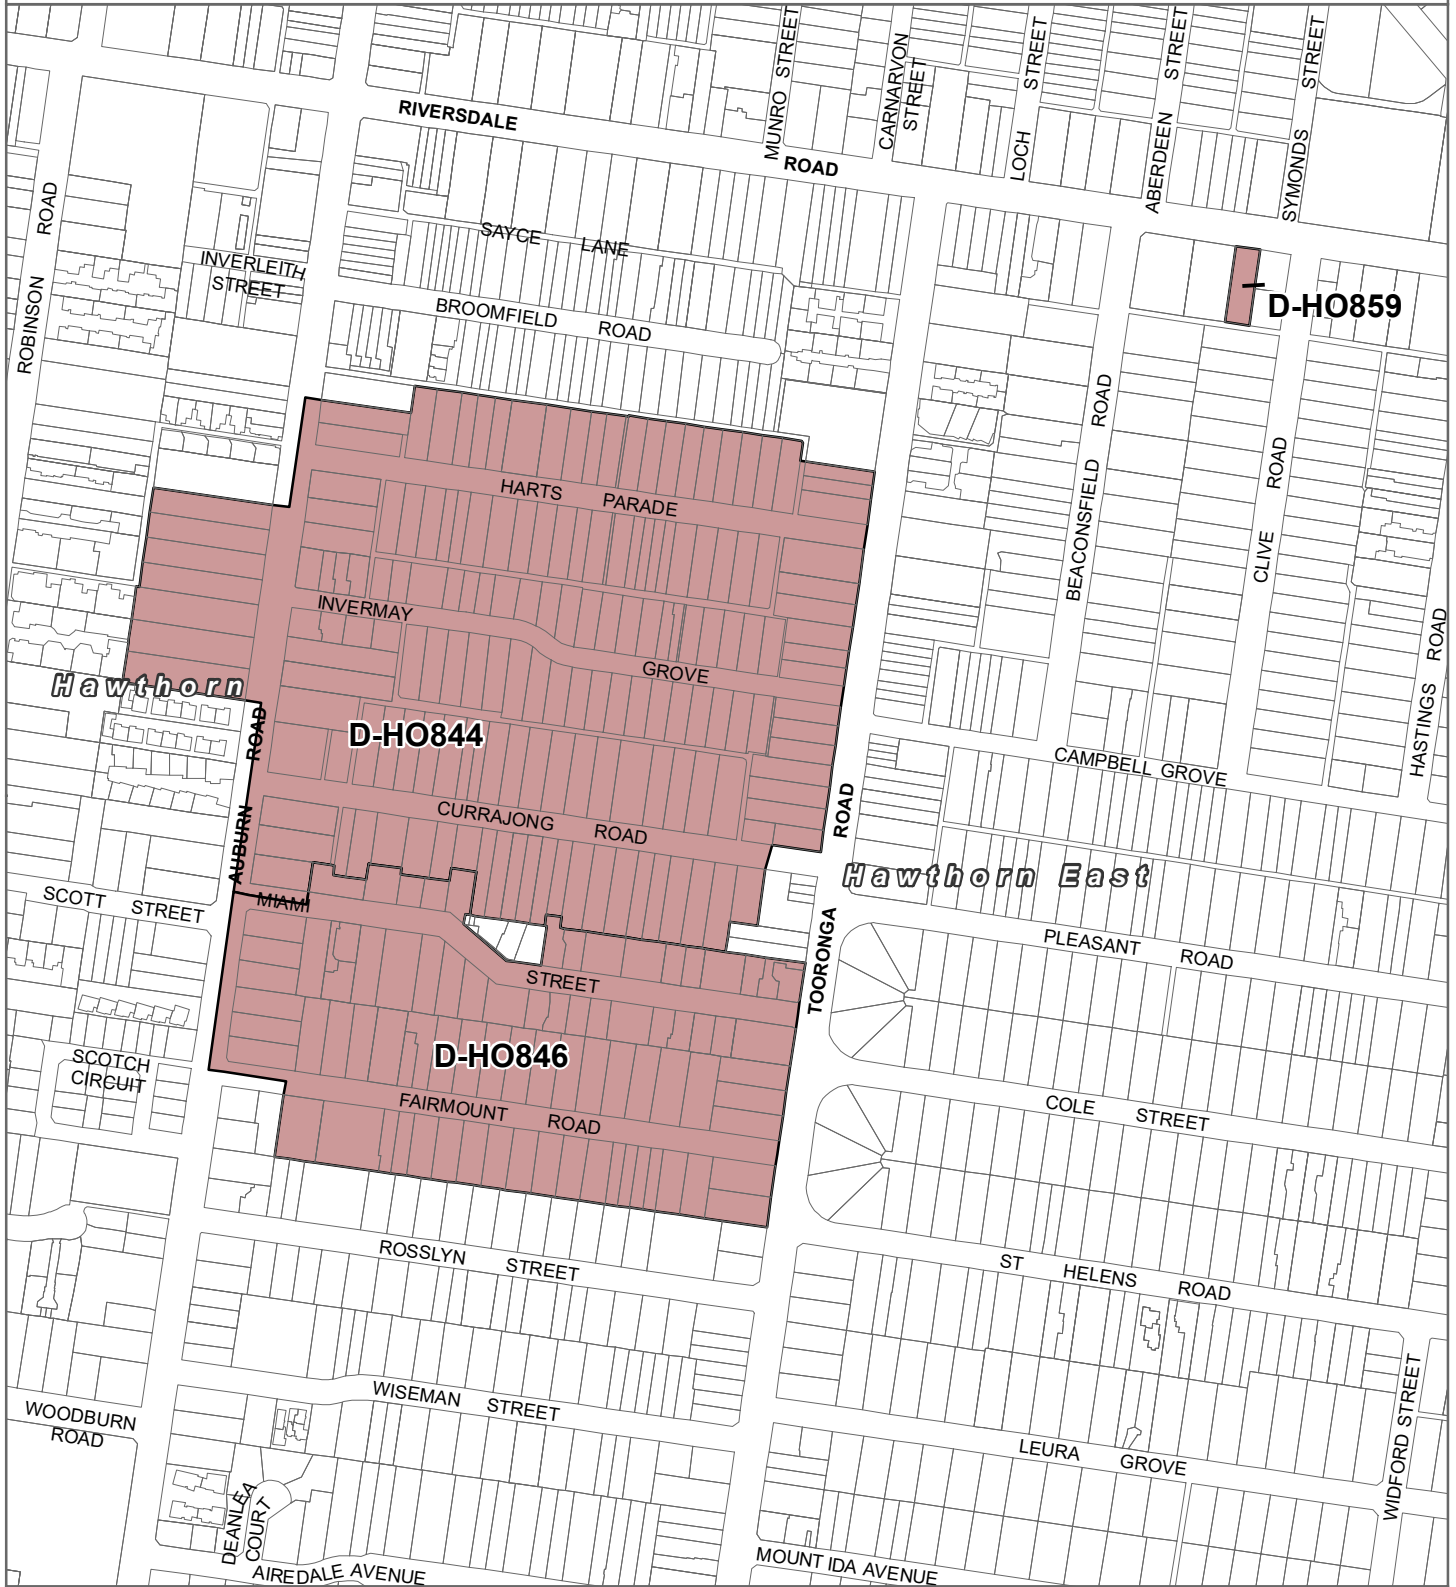 MUNRO STREET
CARNARVON
STREET
LOCH STREET
ABERDEEN STREET
SYMONDS STREET
RIVERSDALE ROAD
ROBINSON ROAD
SAYCE LANE
INVERLEITH
STREET
BROOMFIELD ROAD
D-HO859
BEACONSFIELD ROAD
CLIVE ROAD
HASTINGS ROAD
HARTS PARADE
INVERMAY GROVE
Hawthorn
D-HO844
AUBURN ROAD
CAMPBELL GROVE
CURRAJONG ROAD
TOORONGA ROAD
Hawthorn East
SCOTT STREET
MIAMI STREET
PLEASANT ROAD
SCOTCH
CIRCUIT
D-HO846
FAIRMOUNT ROAD
COLE STREET
ROSSLYN STREET
ST HELENS ROAD
WISEMAN STREET
WOODBURN
ROAD
LEURA GROVE
WIDFORD STREET
DEANLEA
COURT
AIREDALE AVENUE
MOUNT IDA AVENUE